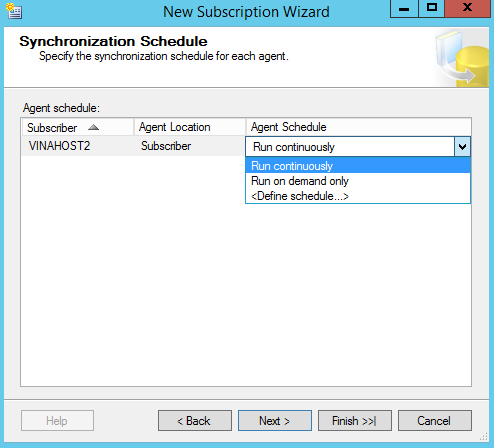 New Subscription Wizard
Synchronization Schedule
Specify the synchronization schedule for each agent.
Agent schedule:
Subscriber Agent Location Agent Schedule
VINAHOST2 Subscriber Run continuously
Run continuously
Run on demand only
<Define schedule...>
Help < Back Next > Finish >>| Cancel